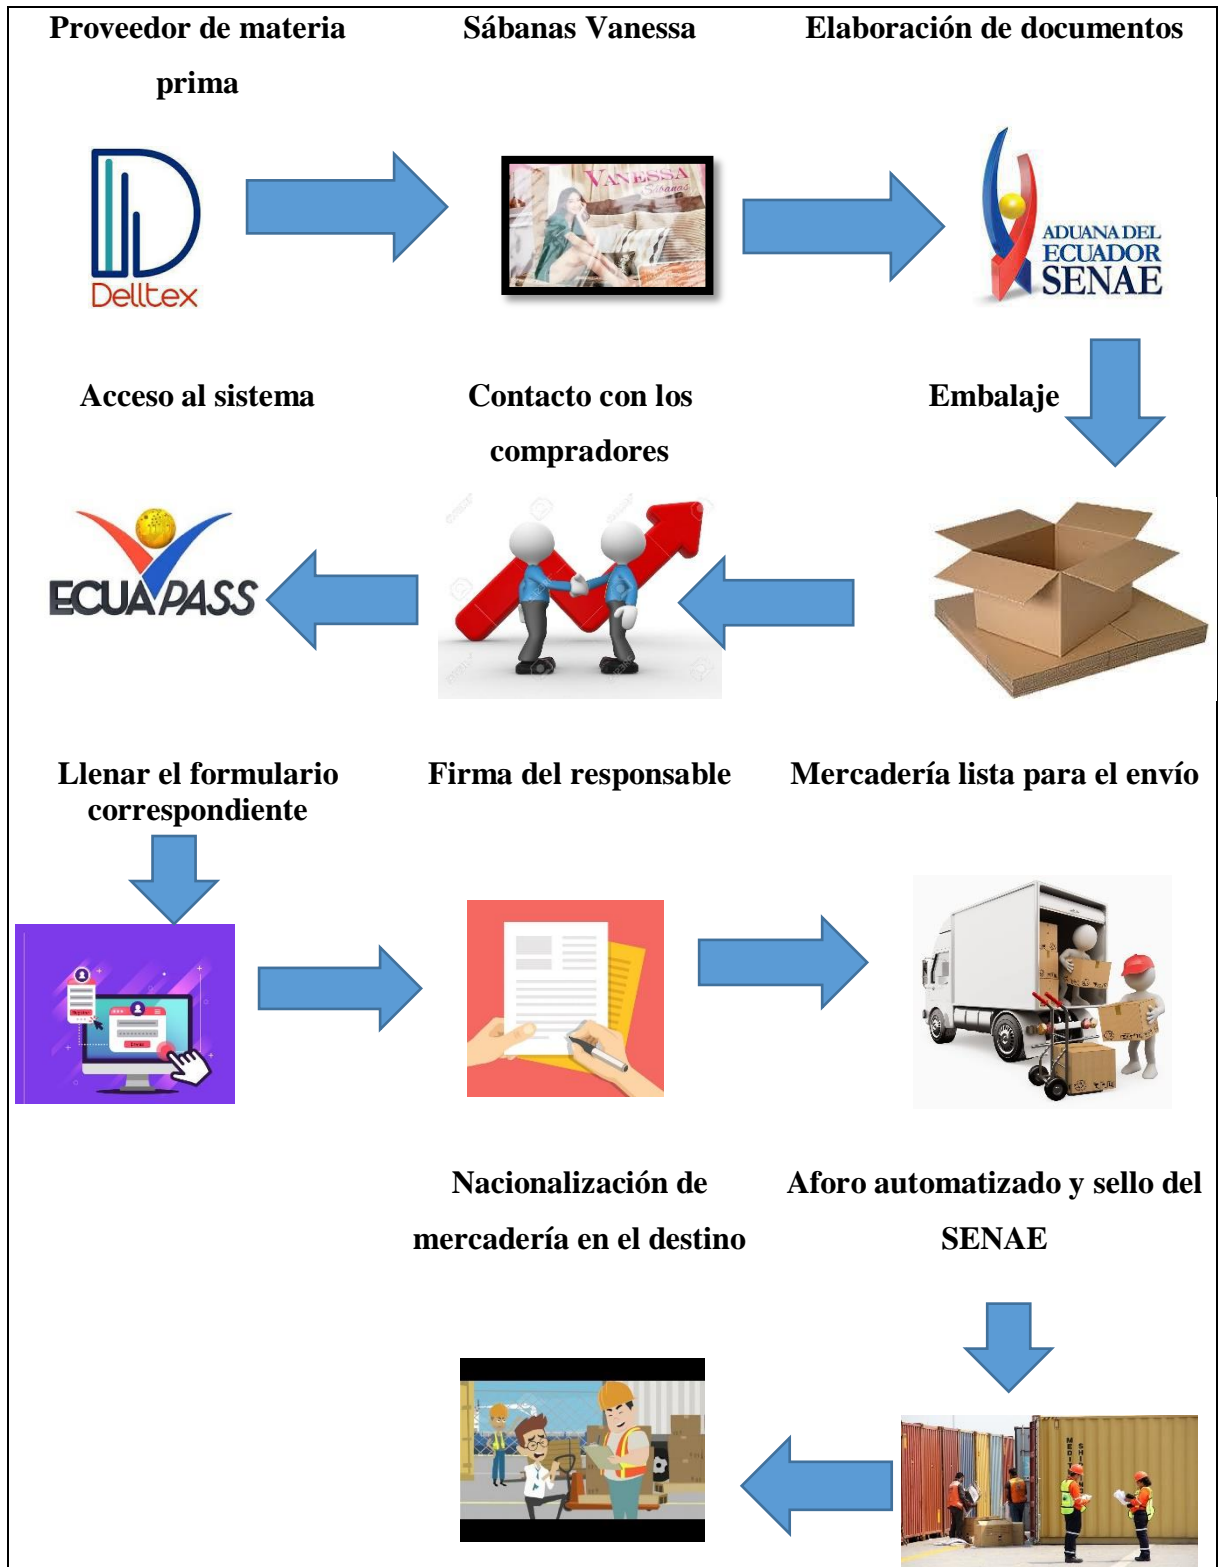 Proveedor de materia
prima
Sábanas Vanessa
Elaboración de documentos
Delltex
VANESSA
Sábanas
ADUANA DEL
ECUADOR
SENAE
Acceso al sistema
Contacto con los
compradores
Embalaje
ECUAPASS
Llenar el formulario
correspondiente
Firma del responsable
Mercadería lista para el envío
Nacionalización de
mercadería en el destino
Aforo automatizado y sello del
SENAE